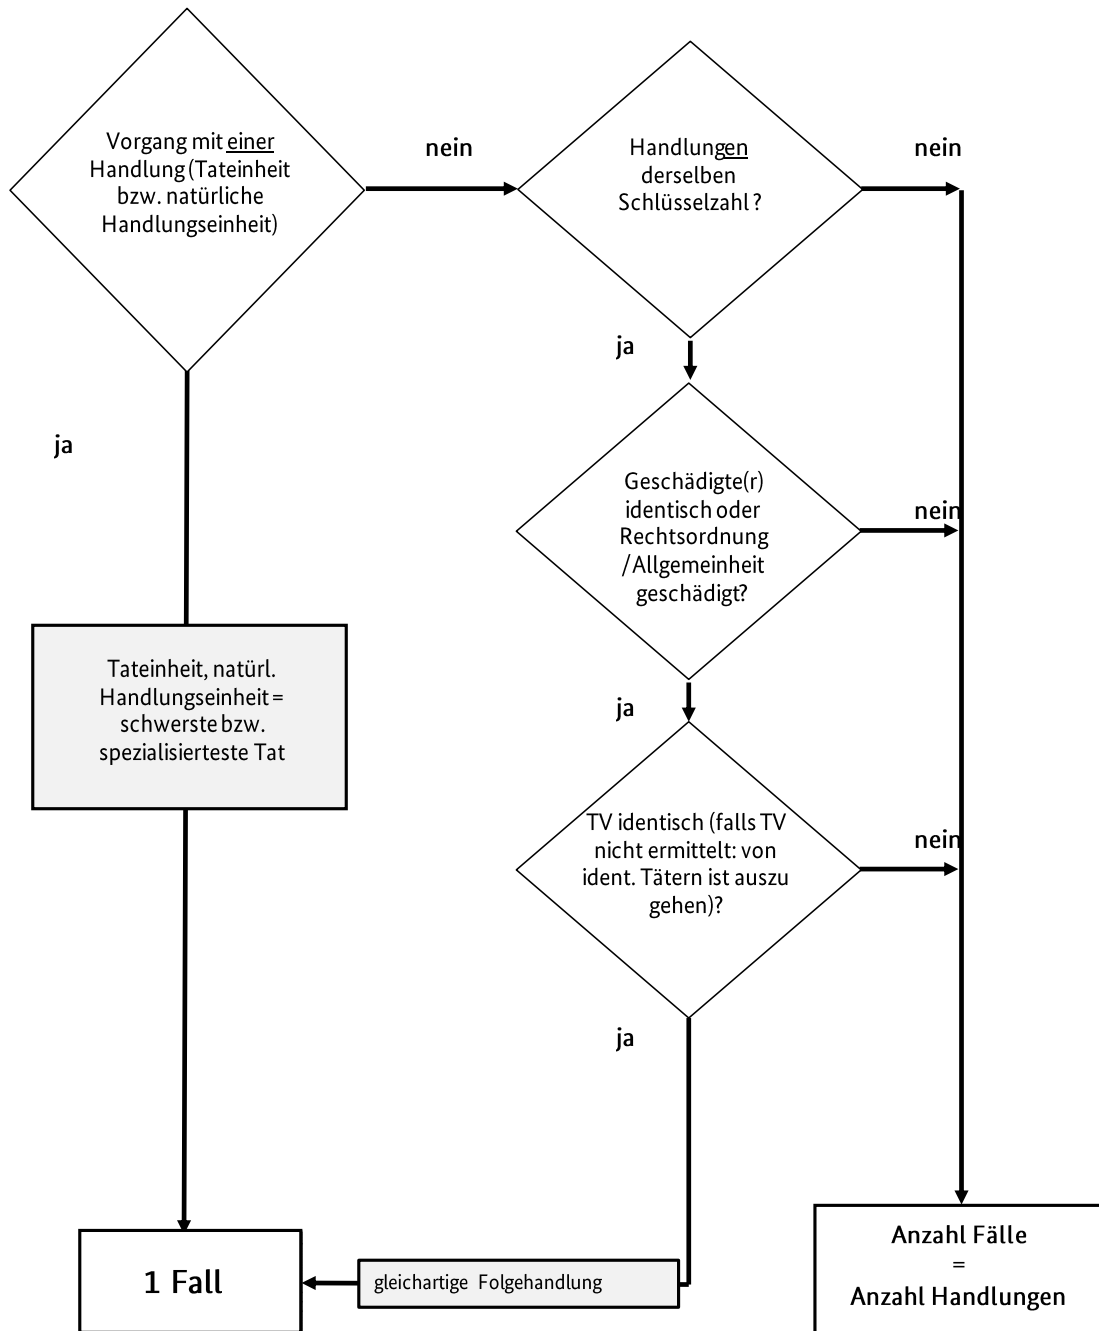 Vorgang mit einer
Handlung (Tateinheit
bzw. natürliche
Handlungseinheit)
nein
Handlungen
derselben
Schlüsselzahl ?
nein
ja
ja
Geschädigte(r)
identisch oder
Rechtsordnung
/Allgemeinheit
geschädigt?
nein
Tateinheit, natürl.
Handlungseinheit =
schwerste bzw.
spezialisierteste Tat
ja
TV identisch (falls TV
nicht ermittelt: von
ident. Tätern ist auszu
gehen)?
nein
ja
1 Fall
gleichartige Folgehandlung
Anzahl Fälle
=
Anzahl Handlungen